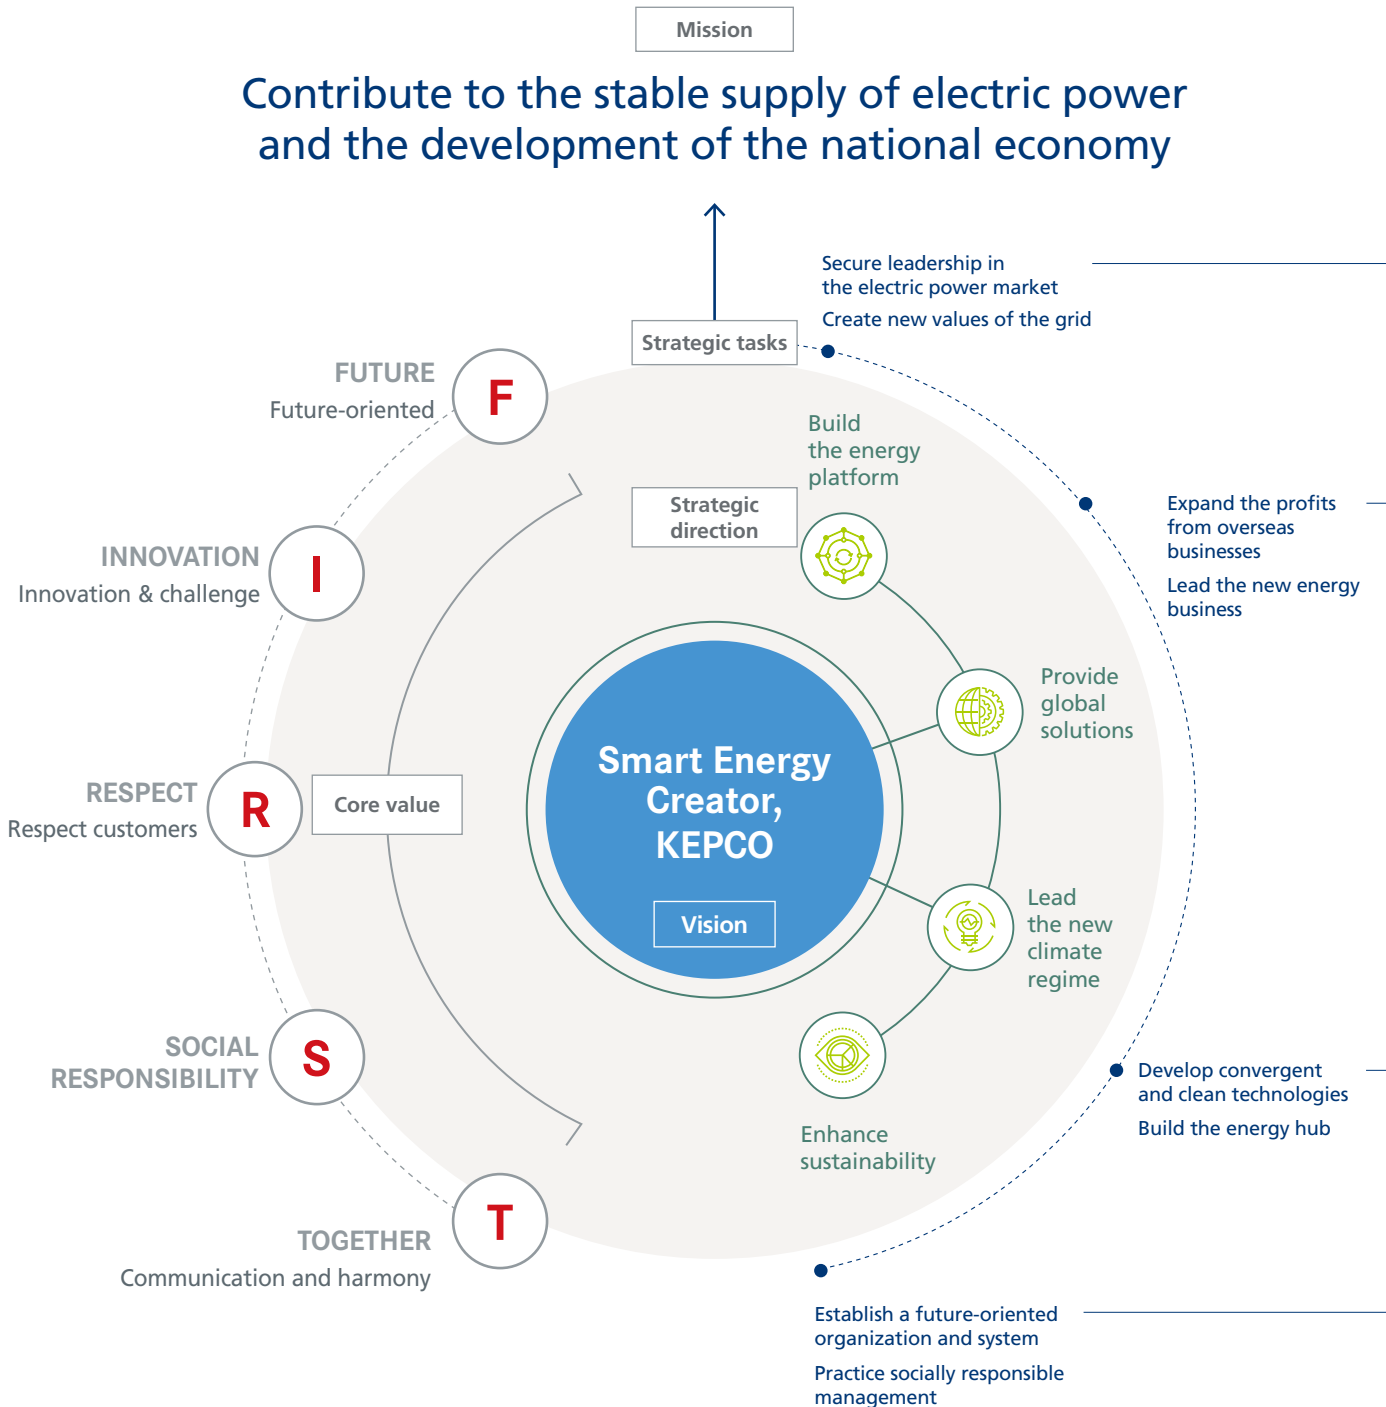 Mission
Contribute to the stable supply of electric power
and the development of the national economy
Secure leadership in
the electric power market
Create new values of the grid
Strategic tasks
FUTURE
Future-oriented
F
Build
the energy
platform
Strategic
direction
Expand the profits
from overseas
businesses
Lead the new energy
business
INNOVATION
Innovation & challenge
I
Provide
global
solutions
Smart Energy
Creator,
KEPCO
Vision
RESPECT
Respect customers
R
Core value
Lead
the new
climate
regime
SOCIAL
RESPONSIBILITY
S
Develop convergent
and clean technologies
Build the energy hub
Enhance
sustainability
TOGETHER
Communication and harmony
T
Establish a future-oriented
organization and system
Practice socially responsible
management